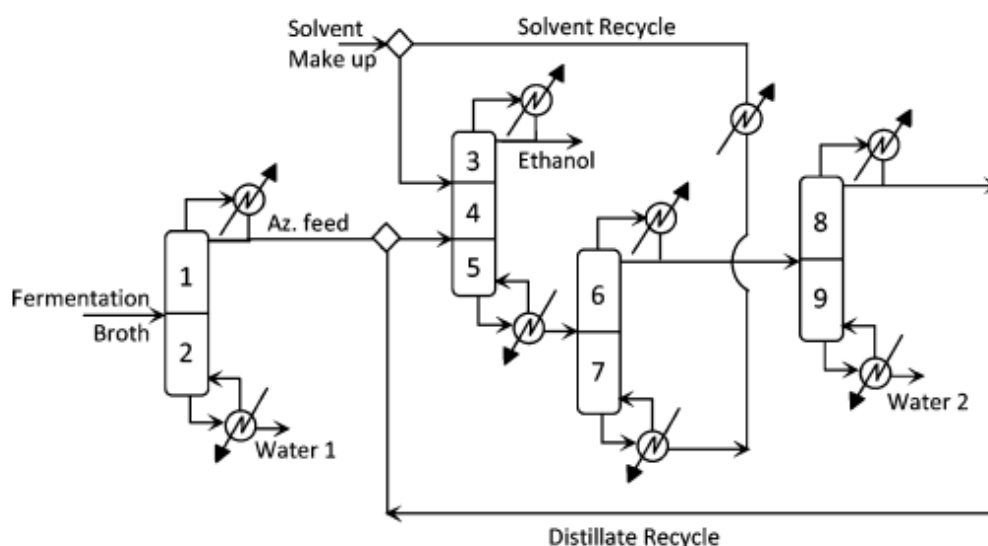 Solvent
Make up
Solvent Recycle
3
Ethanol
4
5
Az. feed
1
2
Fermentation
Broth
Water 1
6
7
8
9
Water 2
Distillate Recycle